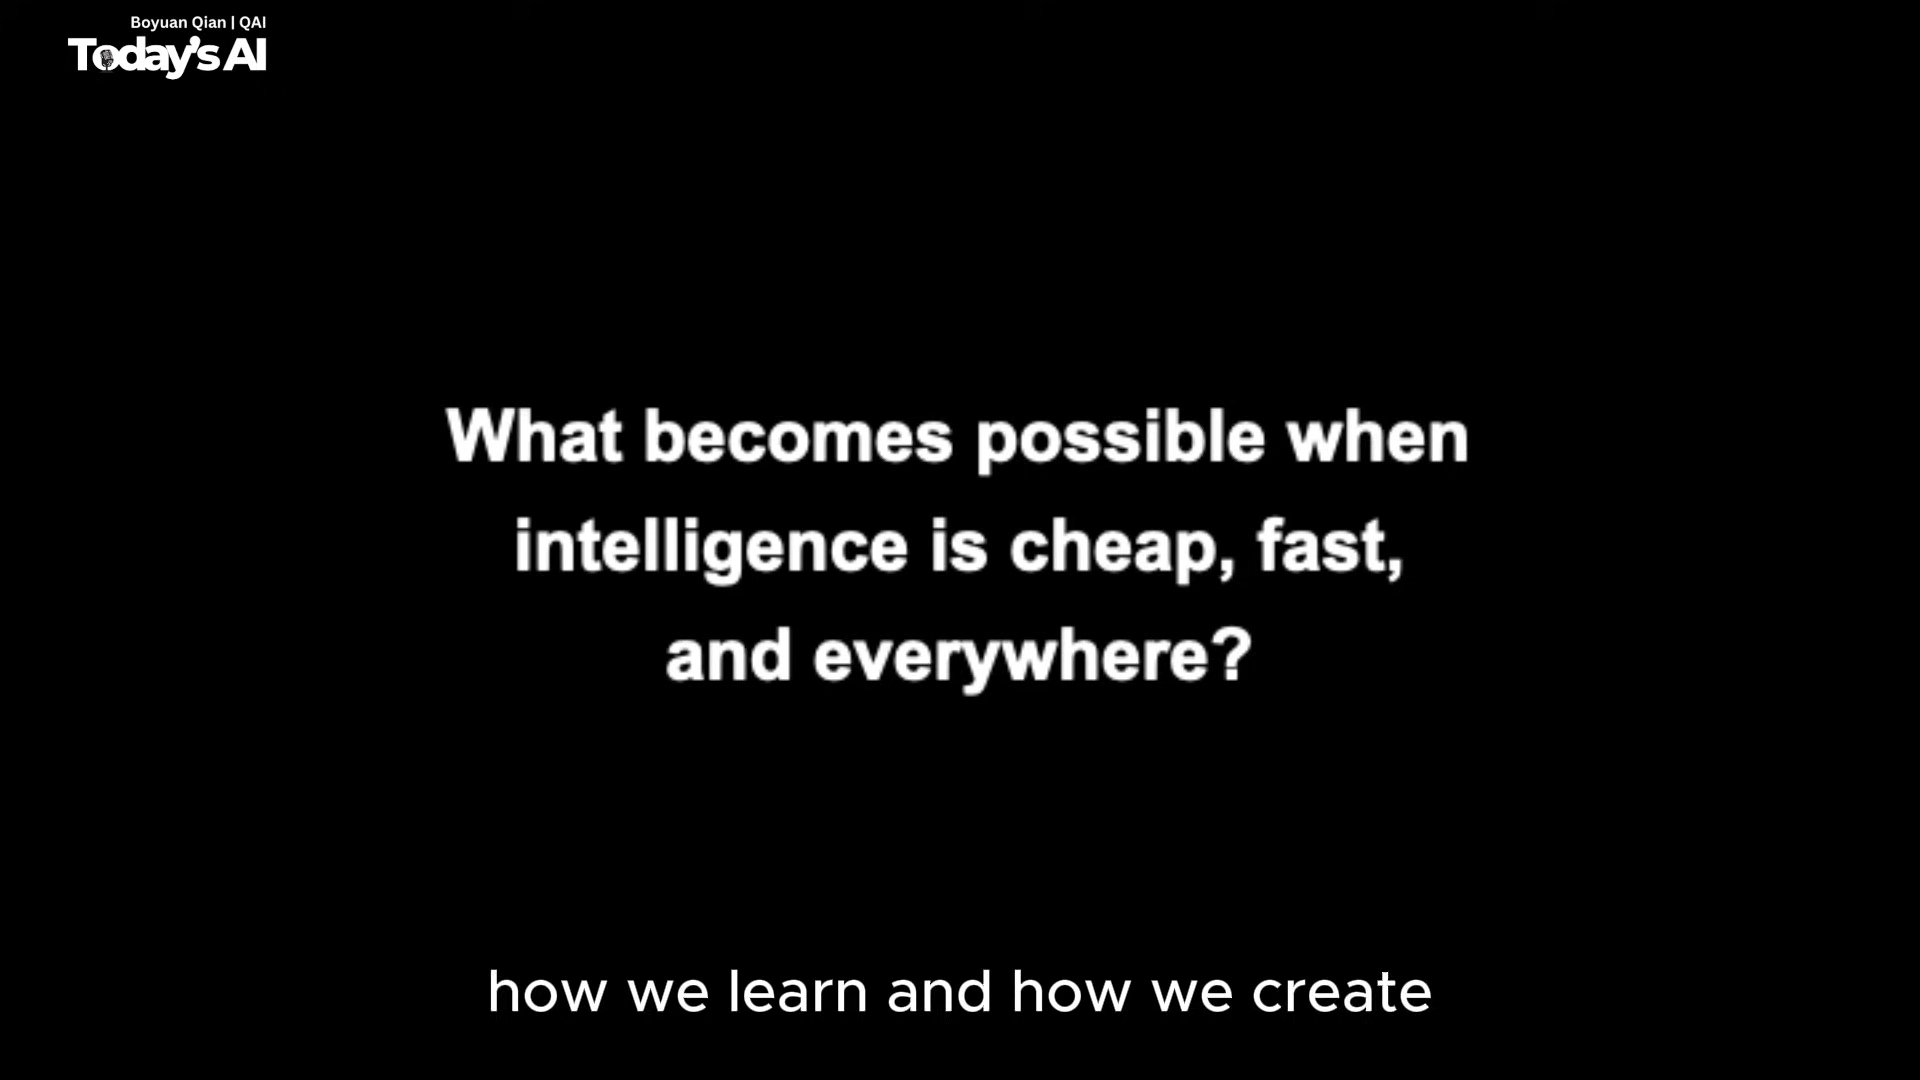 Boyuan Qian | QAI
Today's AI
What becomes possible when
intelligence is cheap, fast,
and everywhere?
how we learn and how we create